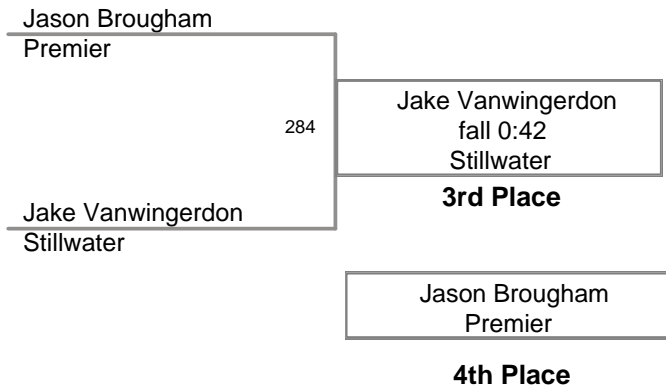 Jason Brougham
Premier
284
Jake Vanwingerdon
fall 0:42
Stillwater
3rd Place
Jake Vanwingerdon
Stillwater
Jason Brougham
Premier
4th Place